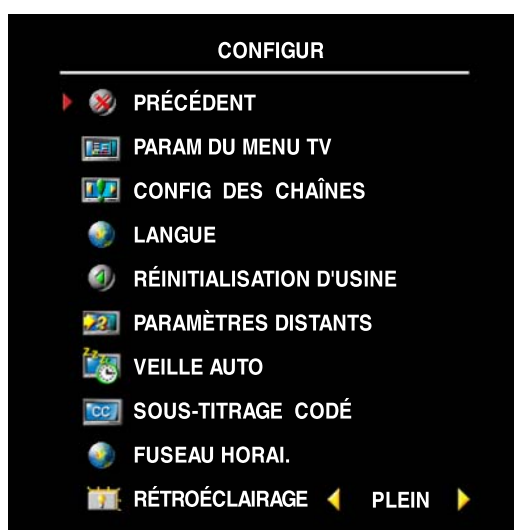 CONFIGUR
PRÉCÉDENT
PARAM DU MENU TV
CONFIG DES CHAÎNES
LANGUE
RÉINITIALISATION D'USINE
PARAMÈTRES DISTANTS
VEILLE AUTO
CC SOUS-TITRAGE CODÉ
FUSEAU HORAI.
RÉTROÉCLAIRAGE PLEIN